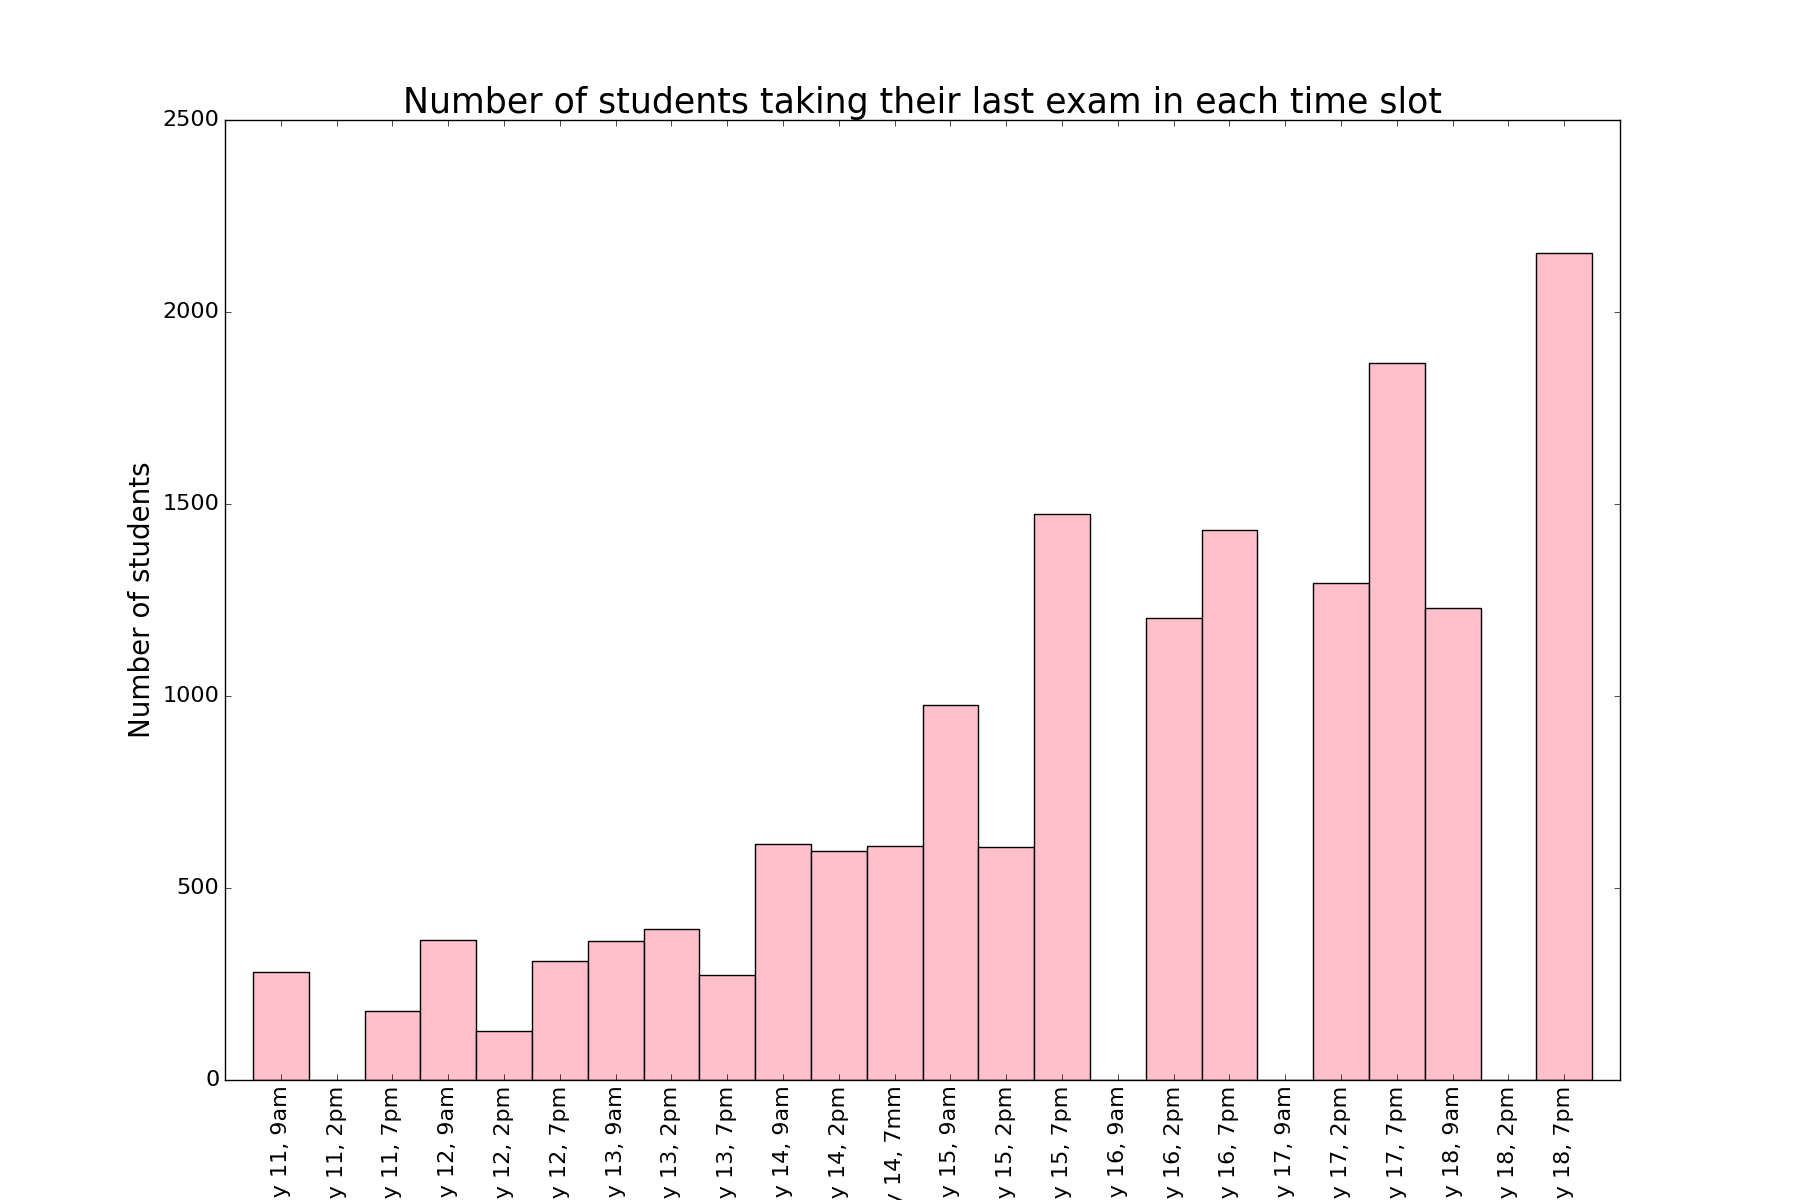 Number of students taking their last exam in each time slot
Number of students
2500
2000
1500
1000
500
0
y 11, 9am
y 11, 2pm
y 11, 7pm
y 12, 9am
y 12, 2pm
y 12, 7pm
y 13, 9am
y 13, 2pm
y 13, 7pm
y 14, 9am
y 14, 2pm
y 14, 7mm
y 15, 9am
y 15, 2pm
y 15, 7pm
y 16, 9am
y 16, 2pm
y 16, 7pm
y 17, 9am
y 17, 2pm
y 17, 7pm
y 18, 9am
y 18, 2pm
y 18, 7pm